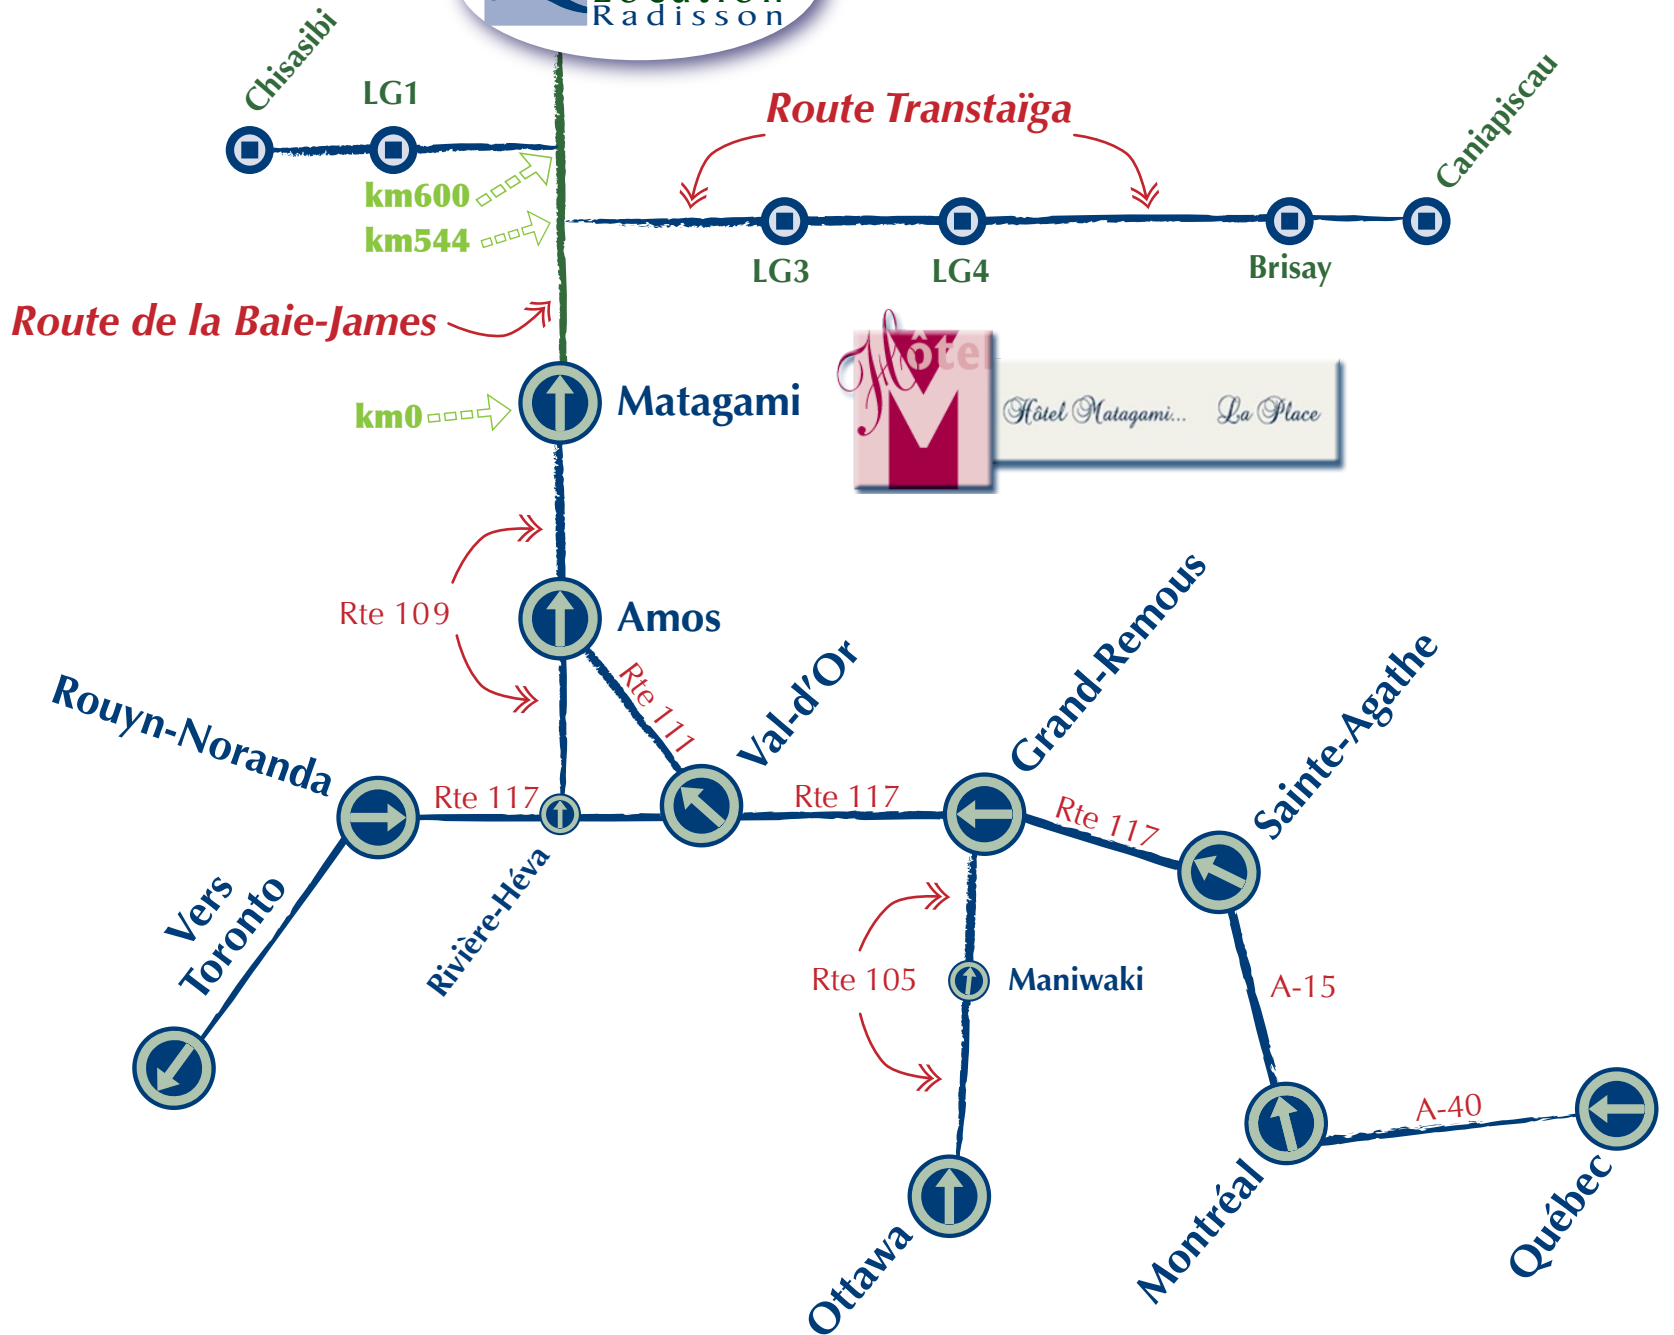 Location
Radisson
Chisasibi
LG1
Route Transtaïga
Caniapiscau
km600
km544
LG3
LG4
Brisay
Route de la Baie-James
Hôtel
M
Hôtel Matagami... La Place
km0
Matagami
Rte 109
Amos
Rte 111
Val-d'Or
Grand-Remous
Sainte-Agathe
Rouyn-Noranda
Rte 117
Rte 117
Rte 117
Vers
Toronto
Rivière-Héva
Rte 105
Maniwaki
A-15
A-40
Ottawa
Montréal
Québec